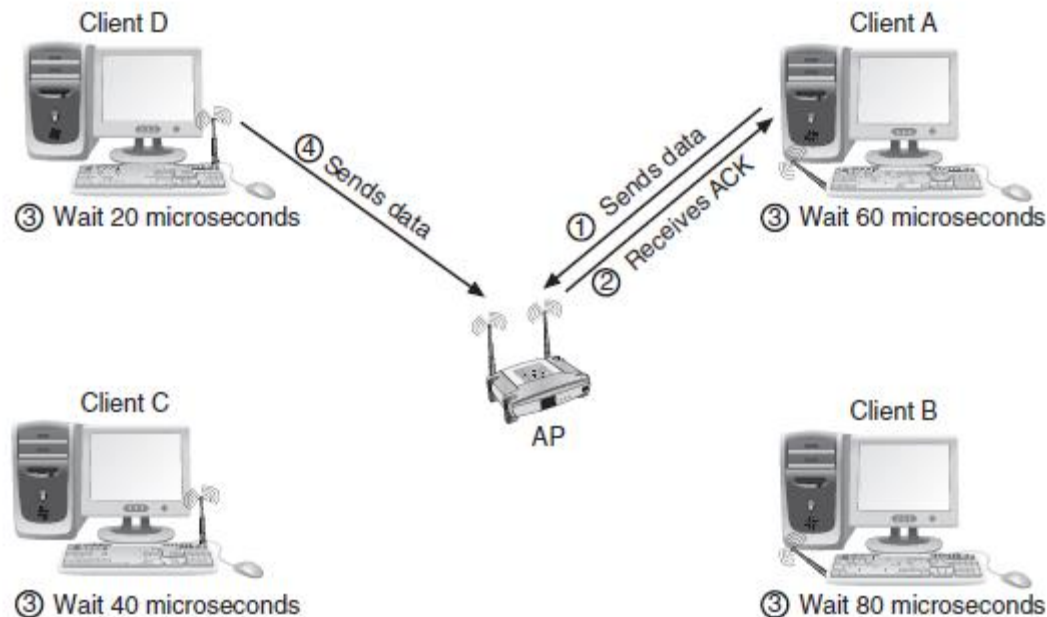 Client D
Client A
④ Sends data
① Sends data
② Receives ACK
③ Wait 20 microseconds
③ Wait 60 microseconds
Client C
AP
Client B
③ Wait 40 microseconds
③ Wait 80 microseconds